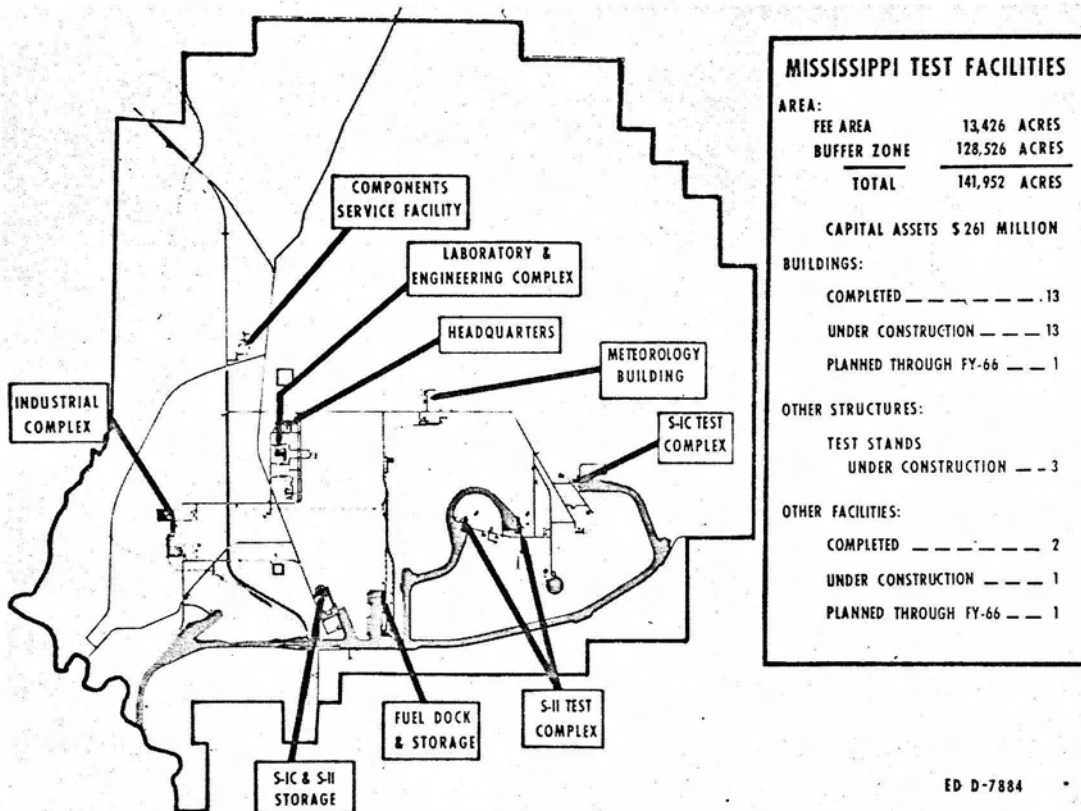 COMPONENTS
SERVICE FACILITY
LABORATORY &
ENGINEERING COMPLEX
HEADQUARTERS
METEOROLOGY
BUILDING
INDUSTRIAL
COMPLEX
S-IC TEST
COMPLEX
FUEL DOCK
& STORAGE
S-II TEST
COMPLEX
S-IC & S-II
STORAGE
MISSISSIPPI TEST FACILITIES
AREA:
FEE AREA 13,426 ACRES
BUFFER ZONE 128,526 ACRES
TOTAL 141,952 ACRES
CAPITAL ASSETS $261 MILLION
BUILDINGS:
COMPLETED 13
UNDER CONSTRUCTION 13
PLANNED THROUGH FY-66 1
OTHER STRUCTURES:
TEST STANDS
UNDER CONSTRUCTION 3
OTHER FACILITIES:
COMPLETED 2
UNDER CONSTRUCTION 1
PLANNED THROUGH FY-66 1
ED D-7884